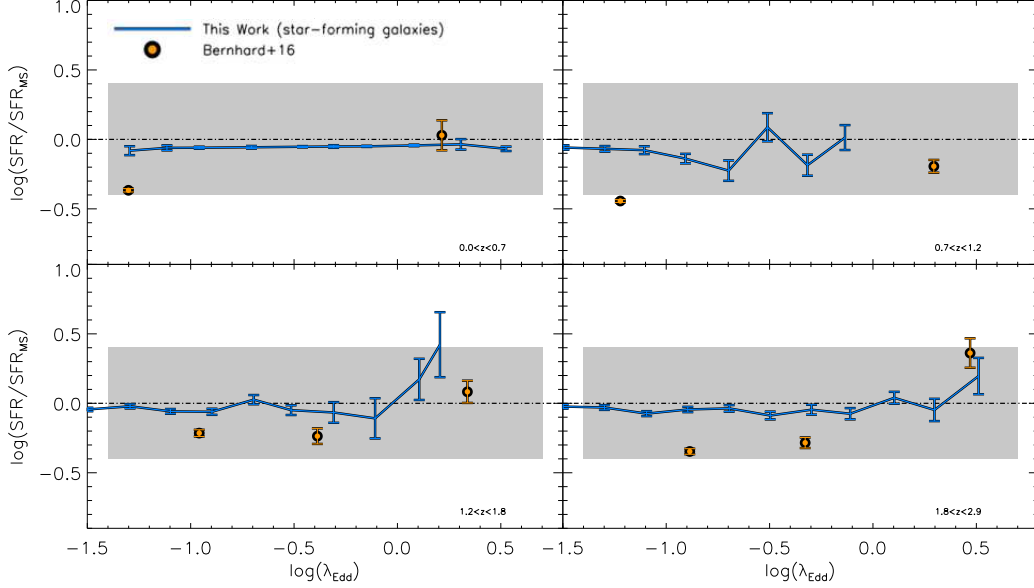 This Work (star-forming galaxies)
Bernhard+16
1.0
0.5
0.0
−0.5
log(SFR/SFR_MS)
0.0<z<0.7
0.7<z<1.2
1.0
0.5
0.0
−0.5
log(SFR/SFR_MS)
1.2<z<1.8
1.8<z<2.9
−1.5 −1.0 −0.5 0.0 0.5 −1.5 −1.0 −0.5 0.0 0.5
log(λ_Edd) log(λ_Edd)